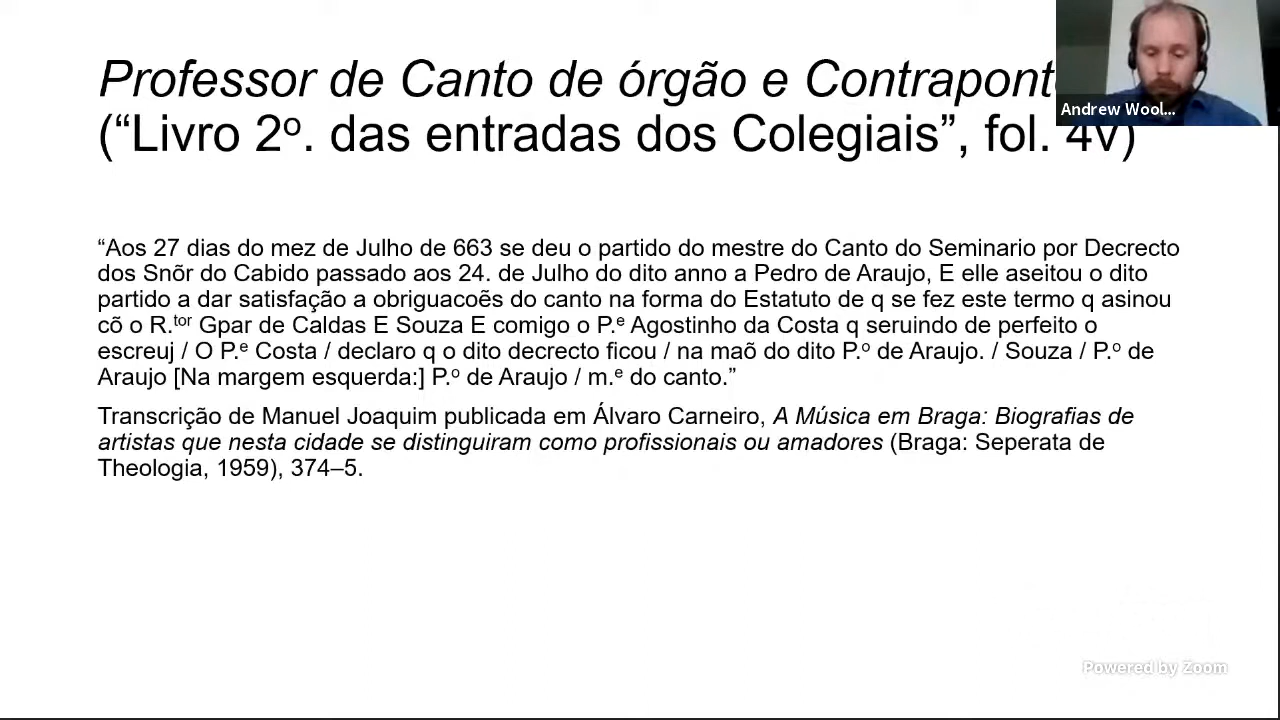 Professor de Canto de órgão e Contrapont
(“Livro 2º. das entradas dos Colegiais”, fol. 4v)
Andrew Wool...
“Aos 27 dias do mez de Julho de 663 se deu o partido do mestre do Canto do Seminario por Decrecto
dos Snõr do Cabido passado aos 24. de Julho do dito anno a Pedro de Araujo, E elle aseitou o dito
partido a dar satisfação a obriguacoẽs do canto na forma do Estatuto de q se fez este termo q asinou
cõ o R.ᵗᵒʳ Gpar de Caldas E Souza E comigo o P.ᵉ Agostinho da Costa q seruindo de perfeito o
escreuj / O P.ᵉ Costa / declaro q o dito decrecto ficou / na maõ do dito P.º de Araujo. / Souza / P.º de
Araujo [Na margem esquerda:] P.º de Araujo / m.ᵉ do canto.”
Transcrição de Manuel Joaquim publicada em Álvaro Carneiro, A Música em Braga: Biografias de
artistas que nesta cidade se distinguiram como profissionais ou amadores (Braga: Seperata de
Theologia, 1959), 374–5.
Powered by Zoom